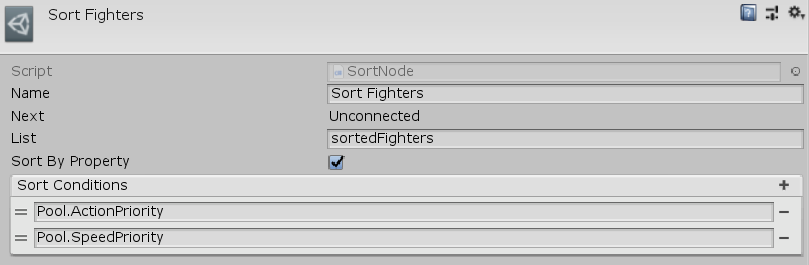 Sort Fighters
Script SortNode
Name Sort Fighters
Next Unconnected
List sortedFighters
Sort By Property
Sort Conditions +
Pool.ActionPriority
Pool.SpeedPriority